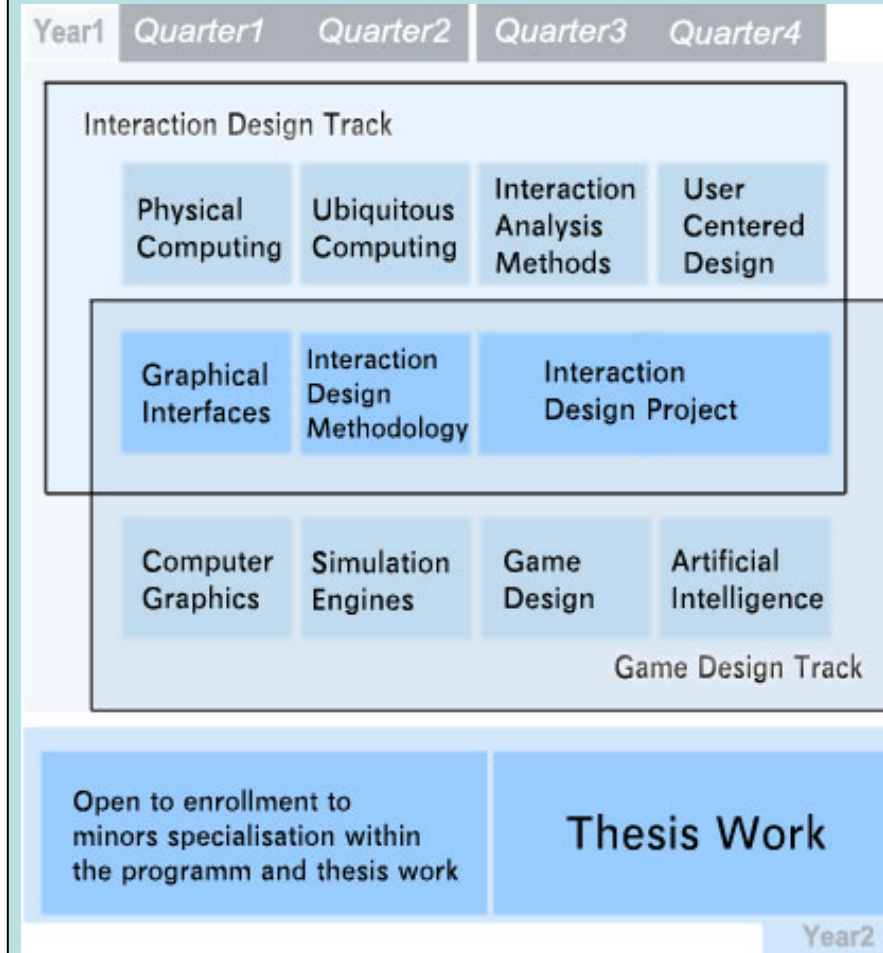 Year1 Quarter1 Quarter2 Quarter3 Quarter4
Interaction Design Track
Physical
Computing
Ubiquitous
Computing
Interaction
Analysis
Methods
User
Centered
Design
Graphical
Interfaces
Interaction
Design
Methodology
Interaction
Design Project
Computer
Graphics
Simulation
Engines
Game
Design
Artificial
Intelligence
Game Design Track
Open to enrollment to
minors specialisation within
the programm and thesis work
Thesis Work
Year2